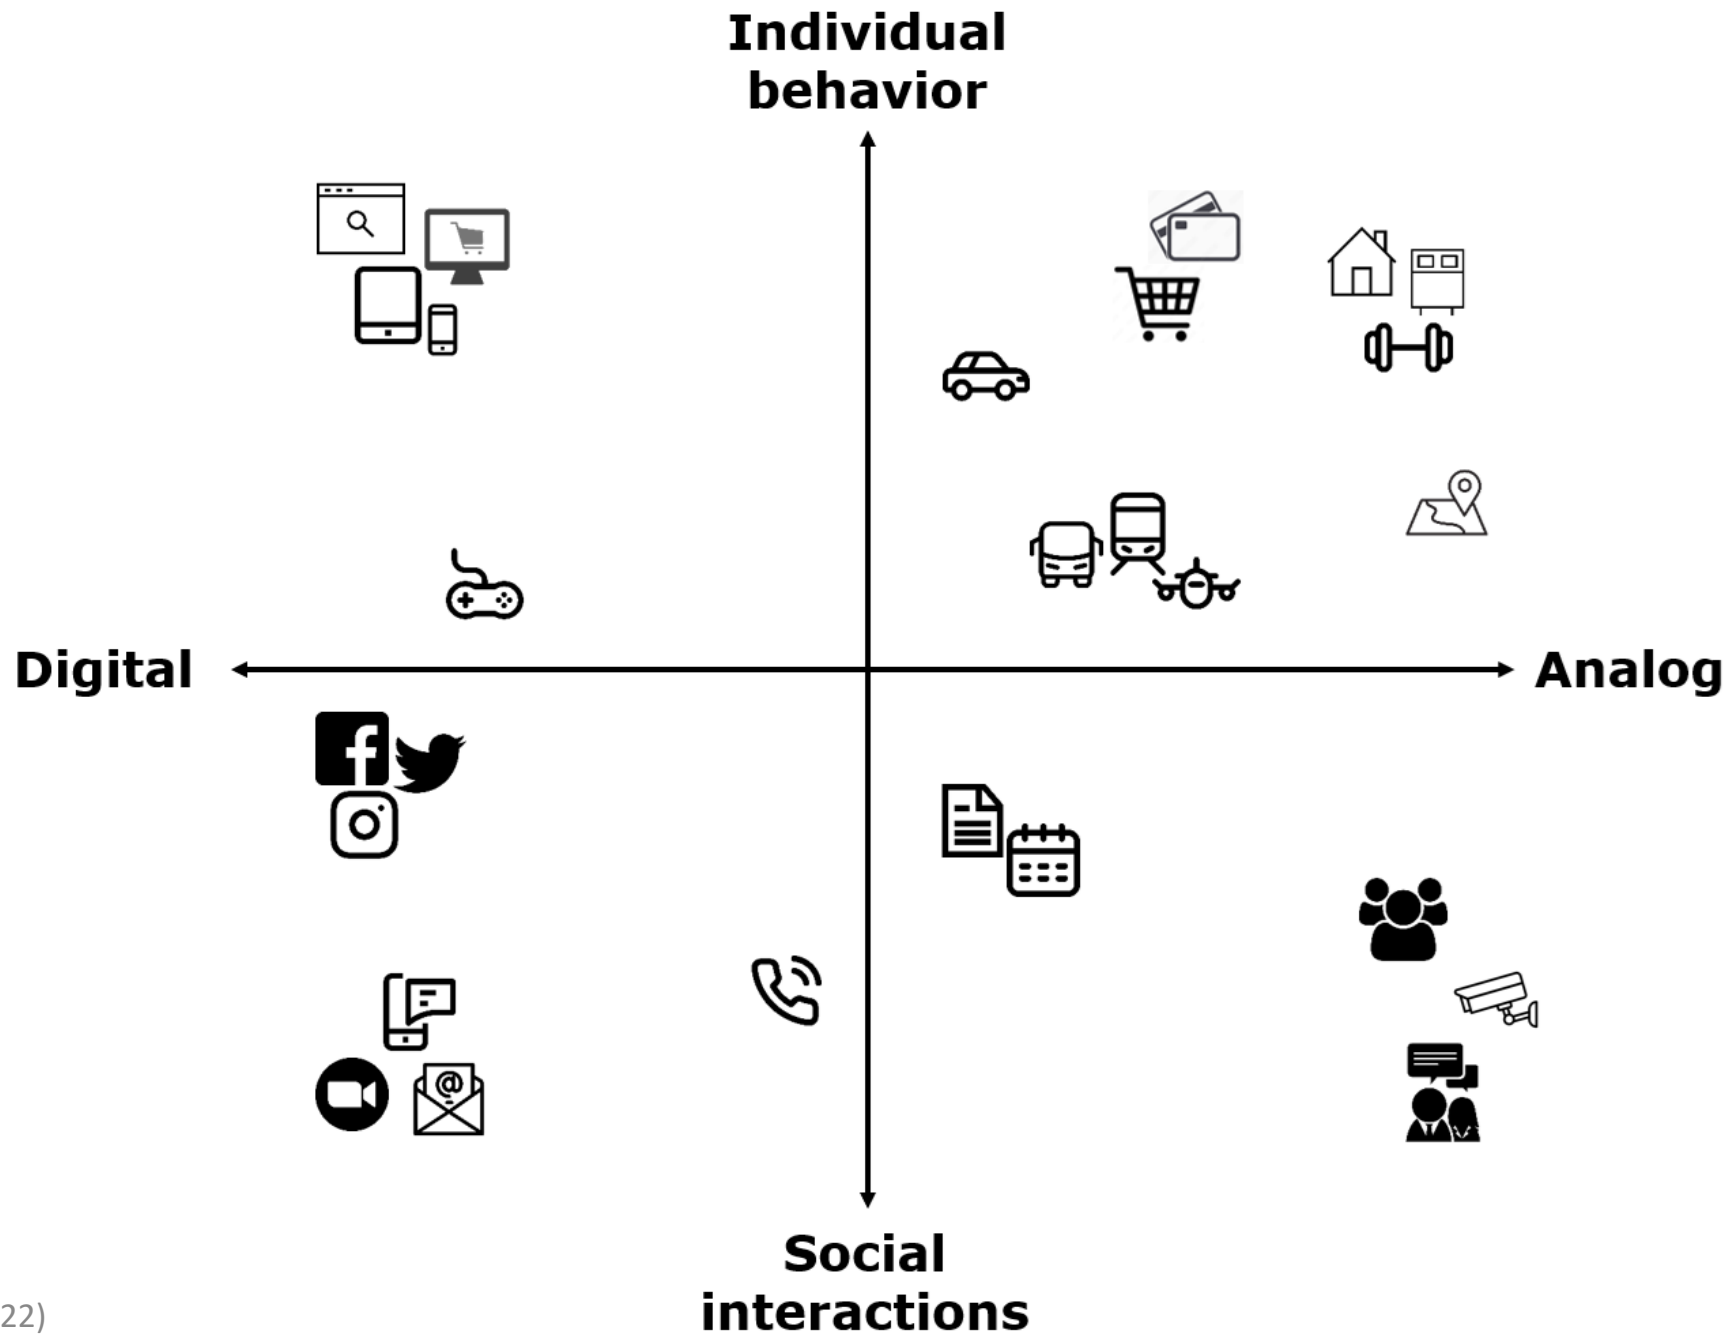 Individual
behavior
Digital
Analog
@
Social
interactions
22)